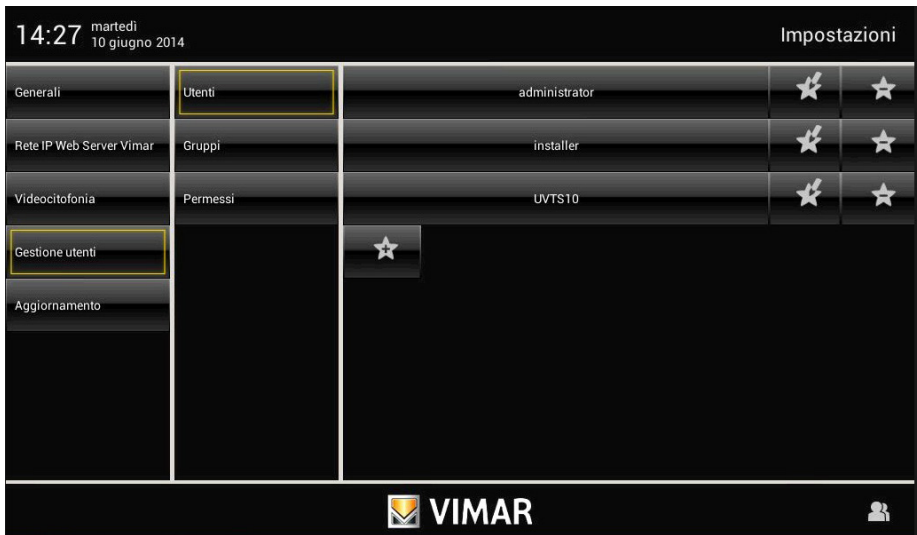 14:27 martedì
10 giugno 2014
Impostazioni
Generali
Utenti
administrator
Rete IP Web Server Vimar
Gruppi
installer
Videocitofonia
Permessi
UVTS10
Gestione utenti
Aggiornamento
VIMAR